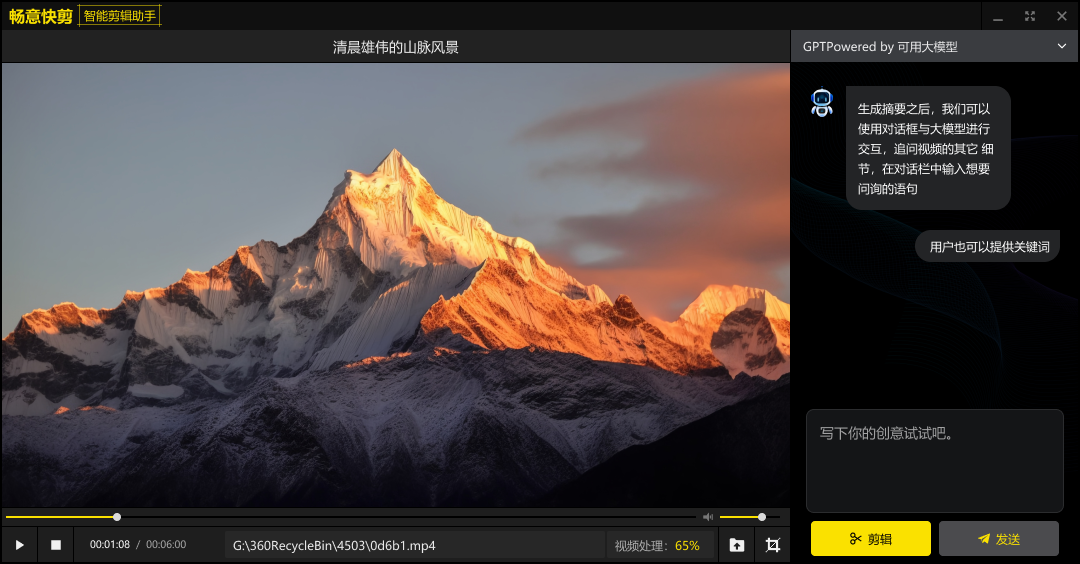 畅意快剪 智能剪辑助手
清晨雄伟的山脉风景
GPTPowered by 可用大模型
生成摘要之后，我们可以
使用对话框与大模型进行
交互，追问视频的其它 细
节，在对话栏中输入想要
问询的语句
用户也可以提供关键词
写下你的创意试试吧。
00:01:08 / 00:06:00
G:\360RecycleBin\4503\0d6b1.mp4
视频处理：65%
剪辑
发送